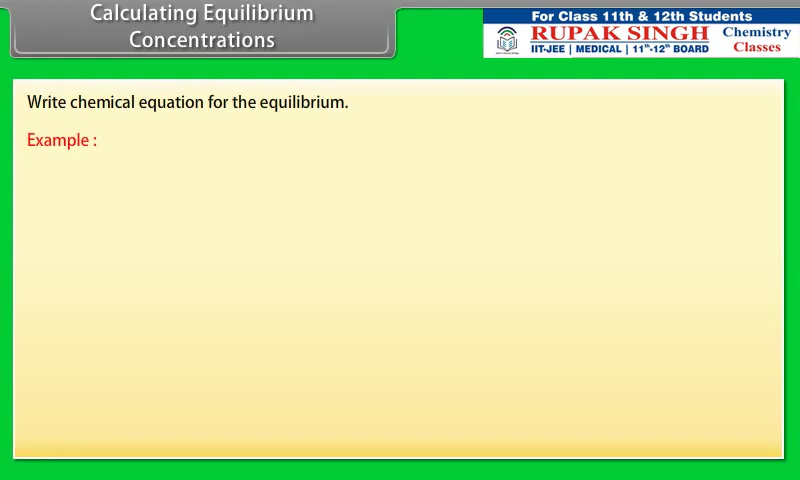 Calculating Equilibrium
Concentrations
For Class 11th & 12th Students
RUPAK SINGH
IIT-JEE | MEDICAL | 11th-12th BOARD
Chemistry
Classes
Write chemical equation for the equilibrium.
Example :